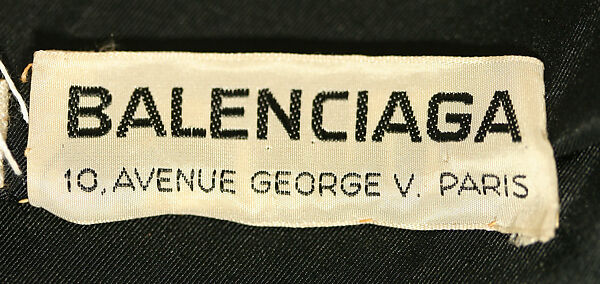 BALENCIAGA
10, AVENUE GEORGE V. PARIS